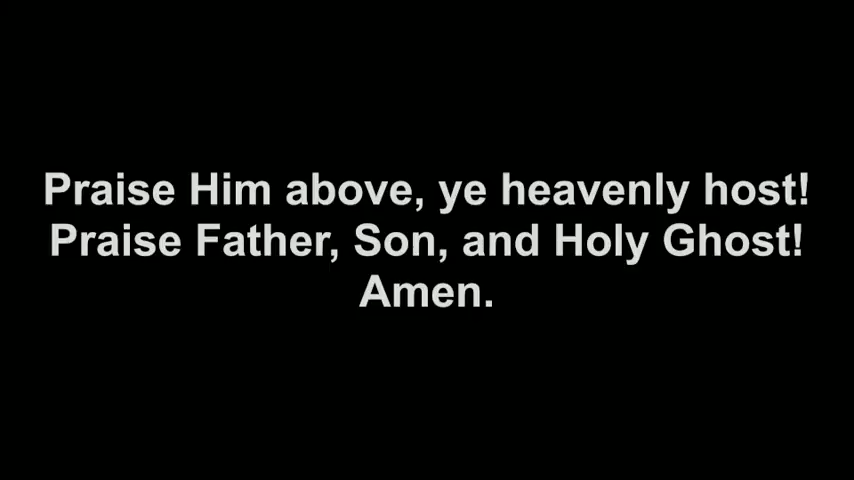 Praise Him above, ye heavenly host!
Praise Father, Son, and Holy Ghost!
Amen.